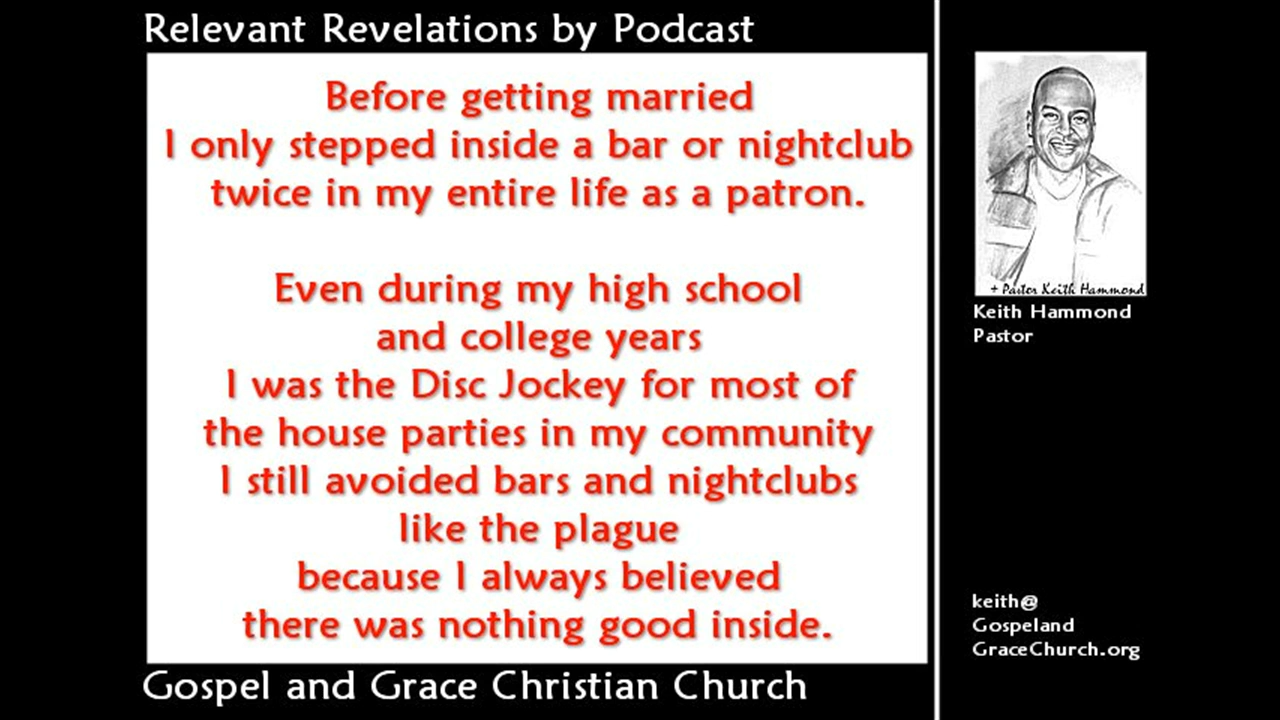 Relevant Revelations by Podcast
Before getting married
I only stepped inside a bar or nightclub
twice in my entire life as a patron.
Even during my high school
and college years
I was the Disc Jockey for most of
the house parties in my community
I still avoided bars and nightclubs
like the plague
because I always believed
there was nothing good inside.
Gospel and Grace Christian Church
+ Pastor Keith Hammond
Keith Hammond
Pastor
keith@
Gospeland
GraceChurch.org